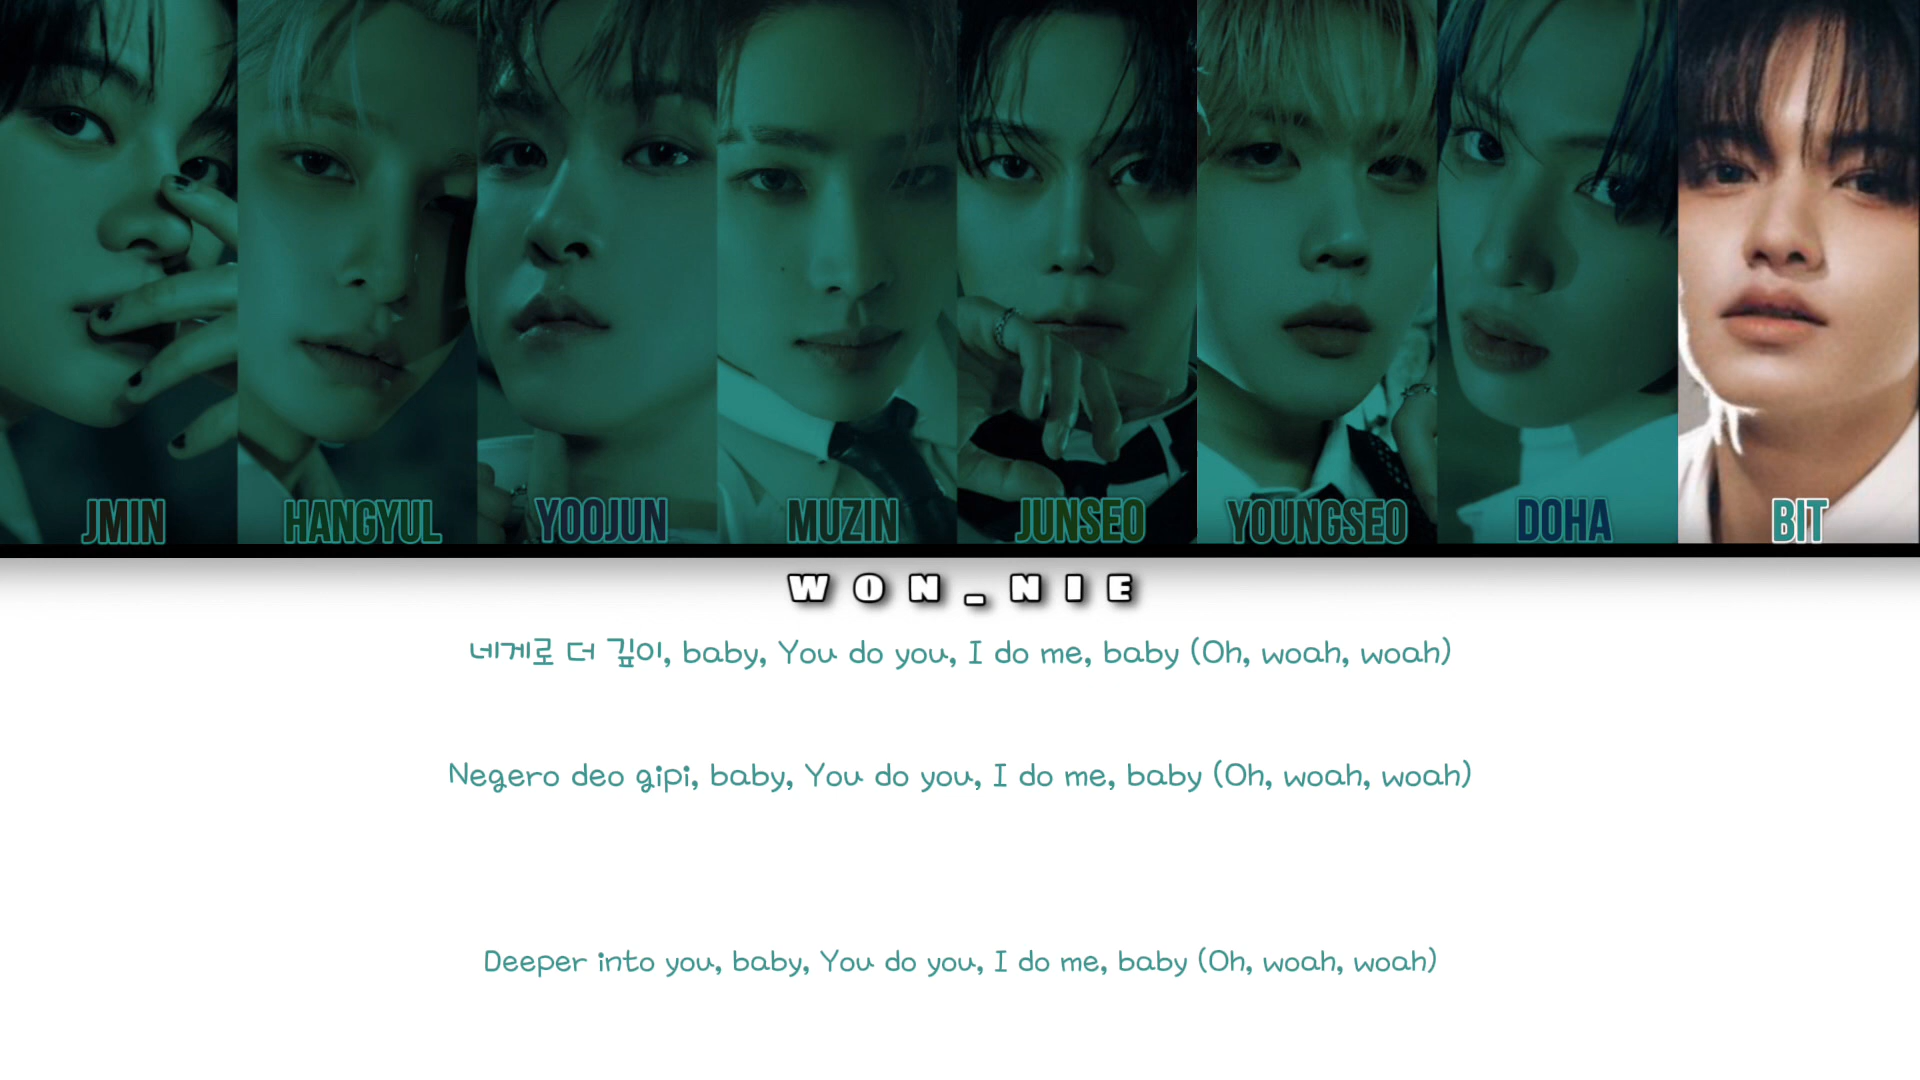 JMIN HANGYUL YOOJUN MUZIN JUNSEO YOUNGSEO DOHA BIT
WON_NIE
네게로 더 깊이, baby, You do you, I do me, baby (Oh, woah, woah)
Negero deo gipi, baby, You do you, I do me, baby (Oh, woah, woah)
Deeper into you, baby, You do you, I do me, baby (Oh, woah, woah)